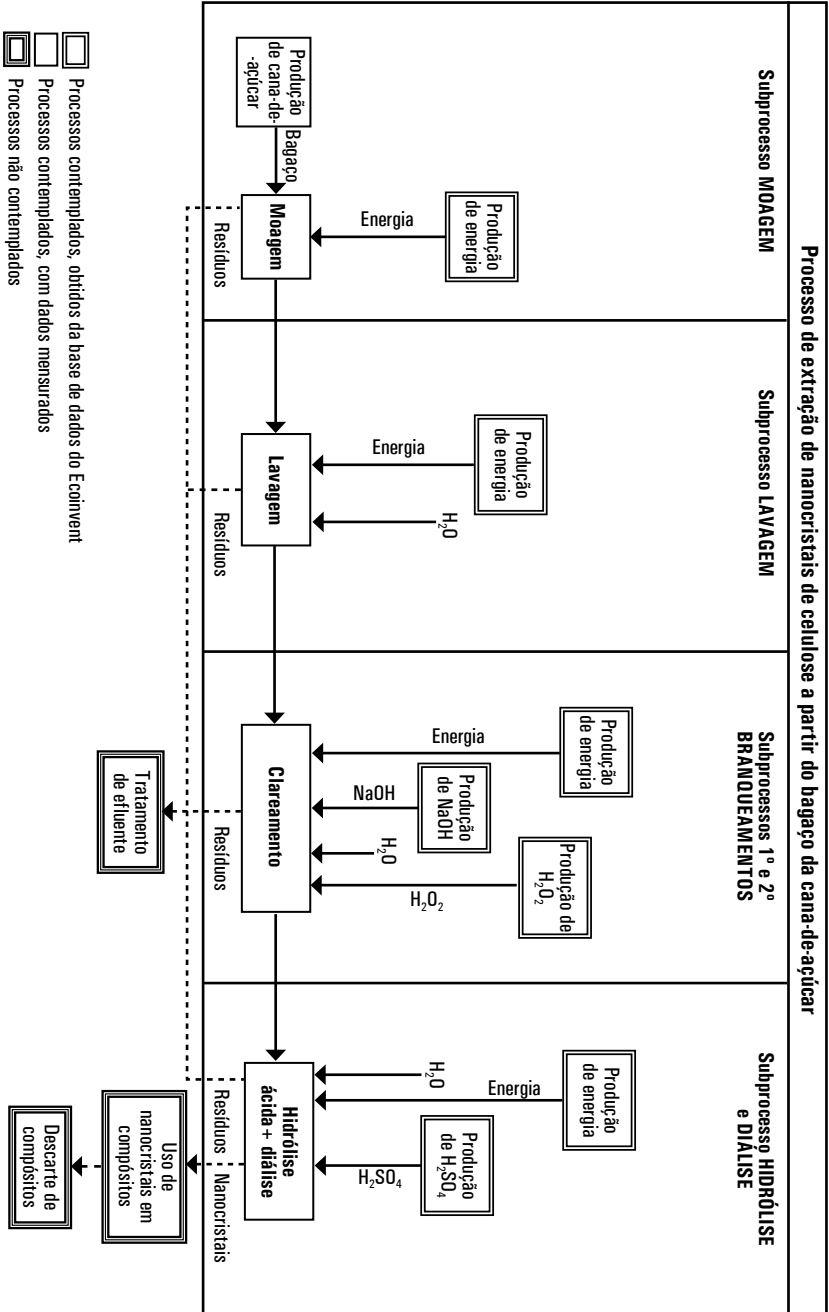 Processo de extração de nanocristais de celulose a partir do bagaço da cana-de-açúcar
Subprocesso MOAGEM
Produção
de energia
Energia
Produção
de cana-de-
-açúcar
Bagaço
Moagem
Resíduos
Subprocesso LAVAGEM
Produção
de energia
Energia
H₂O
Lavagem
Resíduos
Subprocessos 1º e 2º
BRANQUEAMENTOS
Produção
de energia
Energia
Produção
de NaOH
NaOH
H₂O
Produção de
H₂O₂
H₂O₂
Clareamento
Resíduos
Tratamento
de efluente
Subprocesso HIDRÓLISE
e DIÁLISE
Produção
de energia
H₂O
Energia
Produção
de H₂SO₄
H₂SO₄
Hidrólise
ácida+ diálise
Resíduos
Nanocristais
Uso de
nanocristais em
compósitos
Descarte de
compósitos
Processos contemplados, obtidos da base de dados do Ecoinvent
Processos contemplados, com dados mensurados
Processos não contemplados